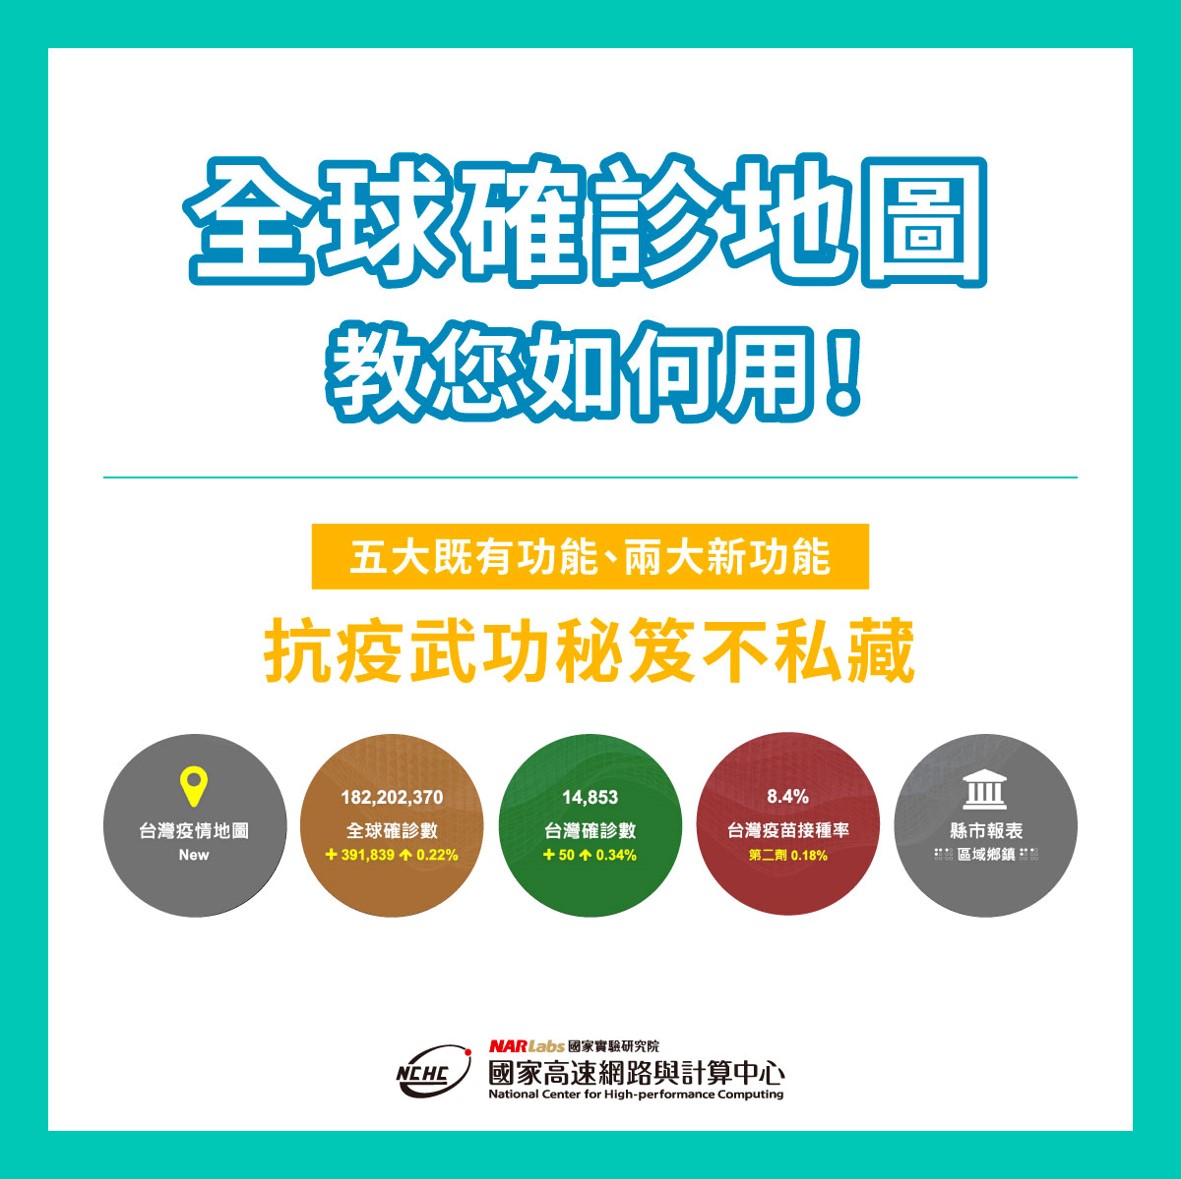 全球確診地圖
教您如何用!
五大既有功能、兩大新功能
抗疫武功秘笈不私藏
台灣疫情地圖
New
182,202,370
全球確診數
+ 391,839 ↑ 0.22%
14,853
台灣確診數
+ 50 ↑ 0.34%
8.4%
台灣疫苗接種率
第二劑 0.18%
縣市報表
區域鄉鎮
NCHC
NARLabs 國家實驗研究院
國家高速網路與計算中心
National Center for High-performance Computing